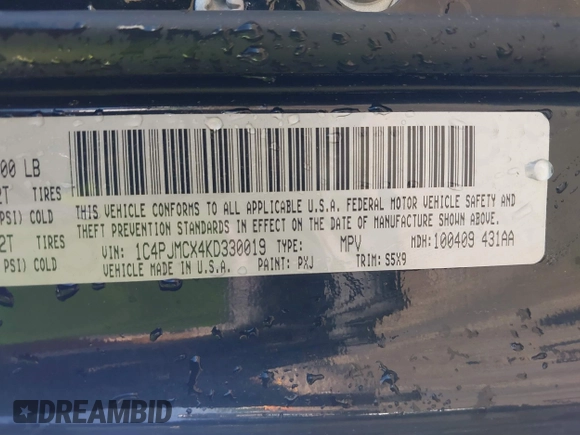 00 LB
2T TIRES
PSI) COLD
2T TIRES
PSI) COLD
THIS VEHICLE CONFORMS TO ALL APPLICABLE U.S.A. FEDERAL MOTOR VEHICLE SAFETY AND
THEFT PREVENTION STANDARDS IN EFFECT ON THE DATE OF MANUFACTURE SHOWN ABOVE.
VIN: 1C4PJMCX4KD330019 TYPE: MPV MDH: 100409 431AA
VEHICLE MADE IN U.S.A. PAINT: PXJ TRIM: S5X9
DREAMBID